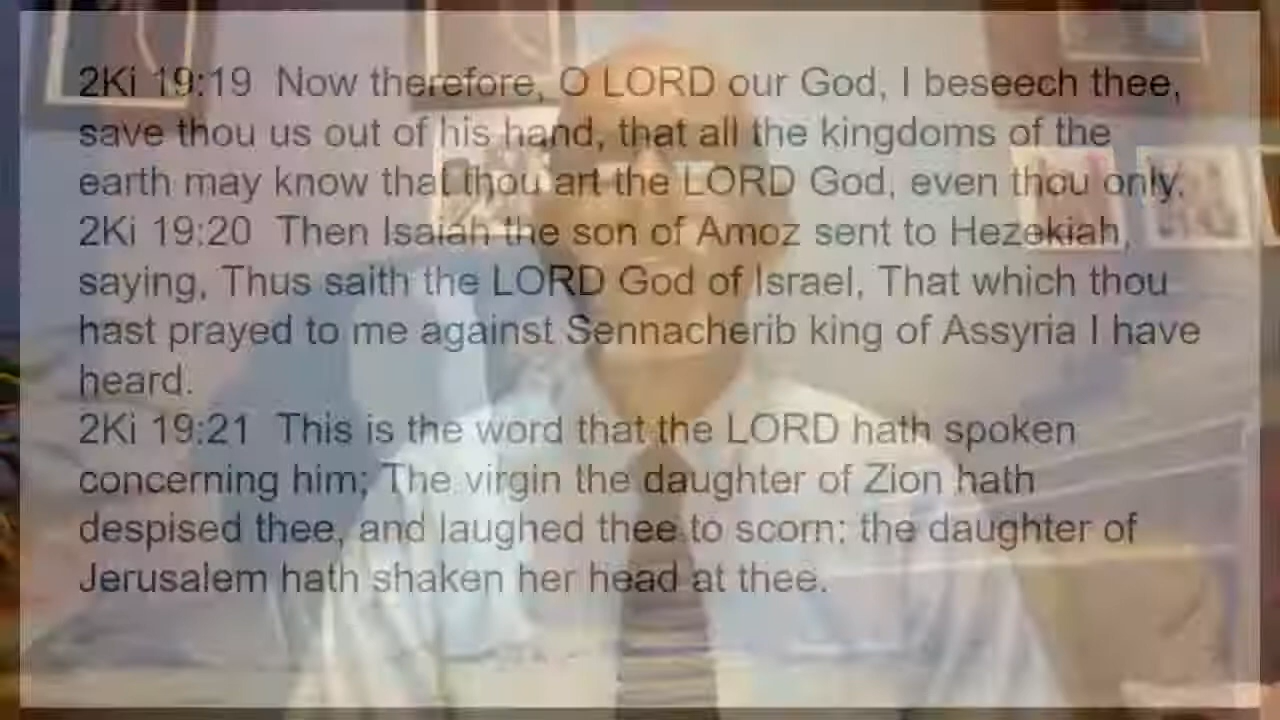 2Ki 19:19  Now therefore, O LORD our God, I beseech thee,
save thou us out of his hand, that all the kingdoms of the
earth may know that thou art the LORD God, even thou only.
2Ki 19:20  Then Isaiah the son of Amoz sent to Hezekiah,
saying, Thus saith the LORD God of Israel, That which thou
hast prayed to me against Sennacherib king of Assyria I have
heard.
2Ki 19:21  This is the word that the LORD hath spoken
concerning him; The virgin the daughter of Zion hath
despised thee, and laughed thee to scorn; the daughter of
Jerusalem hath shaken her head at thee.